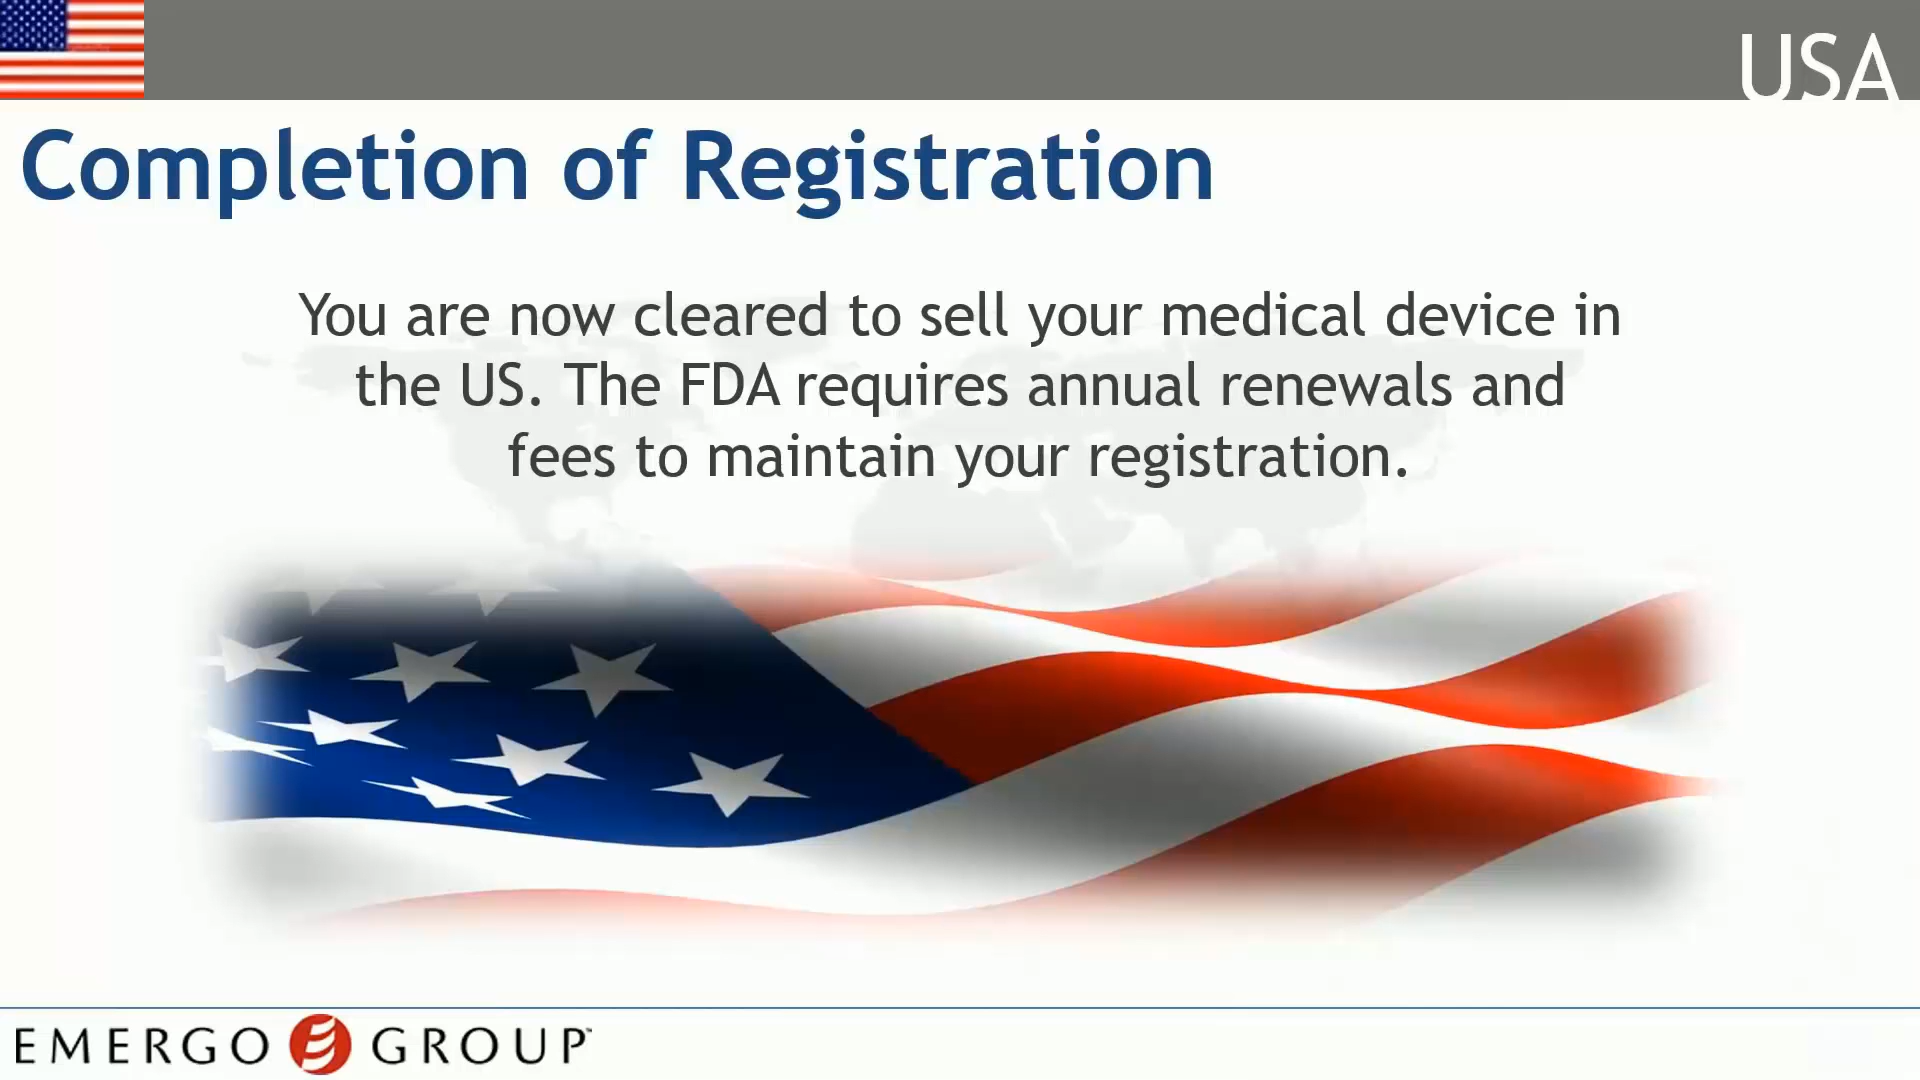 USA
Completion of Registration
You are now cleared to sell your medical device in
the US. The FDA requires annual renewals and
fees to maintain your registration.
EMERGO GROUP™